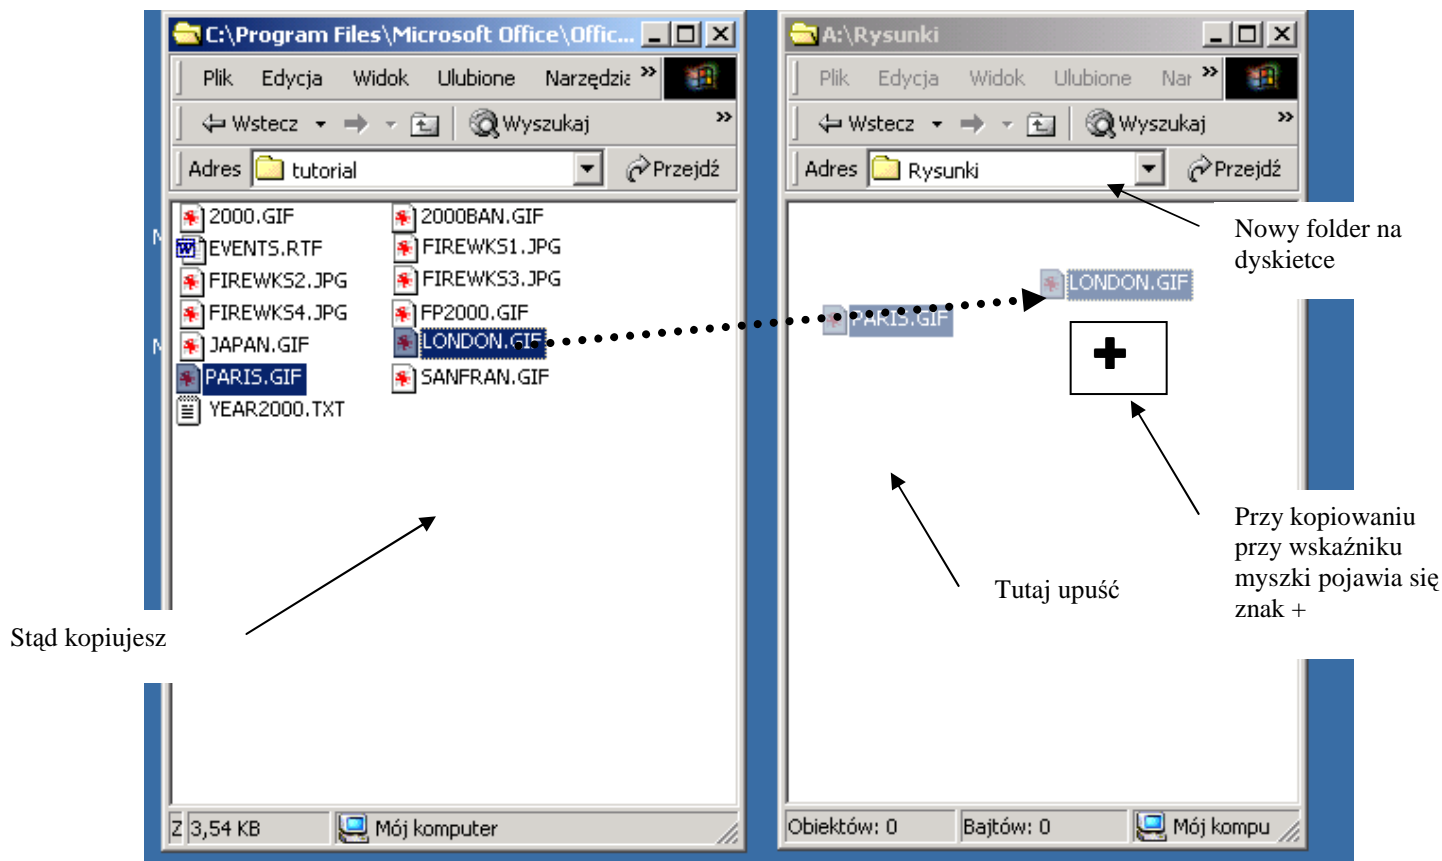 C:\Program Files\Microsoft Office\Offic...
Plik Edycja Widok Ulubione Narzędzia »
Wstecz Wyszukaj »
Adres tutorial Przejdź
2000.GIF 2000BAN.GIF
EVENTS.RTF FIREWKS1.JPG
FIREWKS2.JPG FIREWKS3.JPG
FIREWKS4.JPG FP2000.GIF
JAPAN.GIF LONDON.GIF
PARIS.GIF SANFRAN.GIF
YEAR2000.TXT
Z 3,54 KB Mój komputer
A:\Rysunki
Plik Edycja Widok Ulubione Nar »
Wstecz Wyszukaj »
Adres Rysunki Przejdź
LONDON.GIF
PARIS.GIF
Obiektów: 0 Bajtów: 0 Mój kompu
Nowy folder na
dyskietce
Przy kopiowaniu
przy wskaźniku
myszki pojawia się
znak +
Tutaj upuść
Stąd kopiujesz